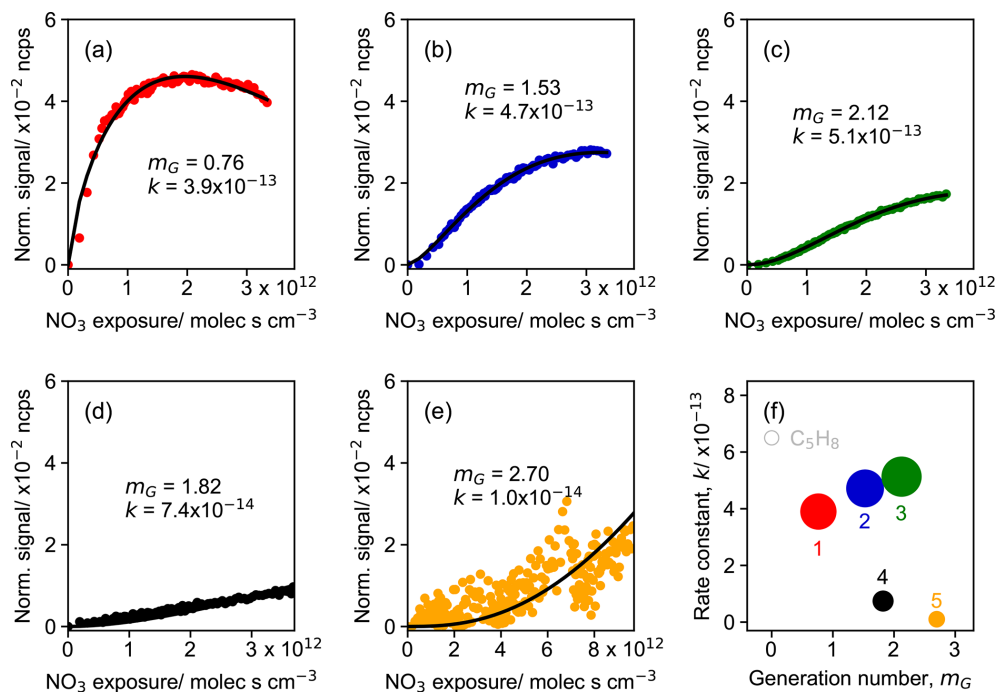 (a)
6
4
2
0
Norm. signal/ x10⁻² ncps
m_G = 0.76
k = 3.9x10⁻¹³
0 1 2 3 x 10¹²
NO₃ exposure/ molec s cm⁻³
(b)
6
4
2
0
Norm. signal/ x10⁻² ncps
m_G = 1.53
k = 4.7x10⁻¹³
0 1 2 3 x 10¹²
NO₃ exposure/ molec s cm⁻³
(c)
6
4
2
0
Norm. signal/ x10⁻² ncps
m_G = 2.12
k = 5.1x10⁻¹³
0 1 2 3 x 10¹²
NO₃ exposure/ molec s cm⁻³
(d)
6
4
2
0
Norm. signal/ x10⁻² ncps
m_G = 1.82
k = 7.4x10⁻¹⁴
0 1 2 3 x 10¹²
NO₃ exposure/ molec s cm⁻³
(e)
6
4
2
0
Norm. signal/ x10⁻² ncps
m_G = 2.70
k = 1.0x10⁻¹⁴
0 2 4 6 8 x 10¹²
NO₃ exposure/ molec s cm⁻³
(f)
8
6
4
2
0
Rate constant, k/ x10⁻¹³
C₅H₈
1
2
3
4
5
0 1 2 3
Generation number, m_G